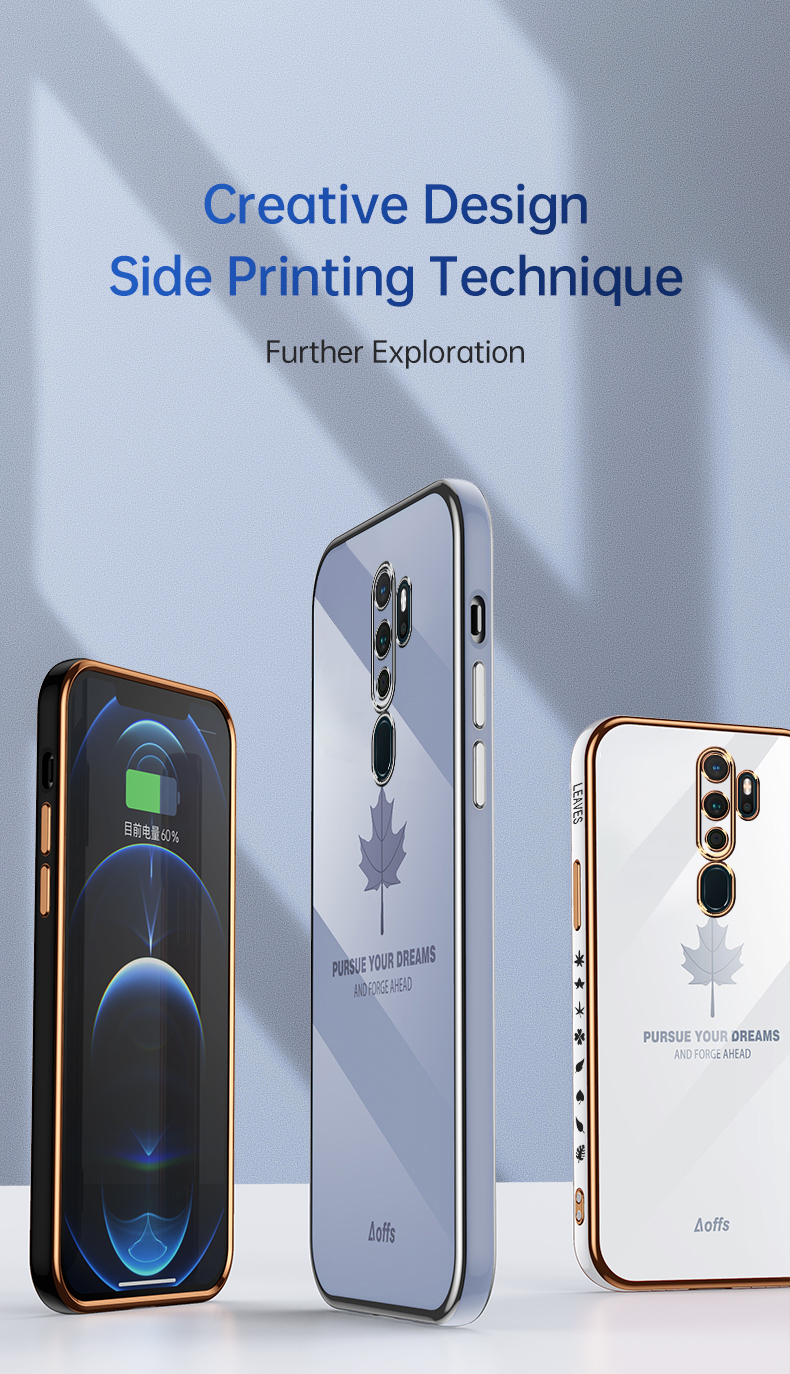 Creative Design
Side Printing Technique
Further Exploration
目前电量60%
PURSUE YOUR DREAMS
AND FORGE AHEAD
Aoffs
LEAVES
PURSUE YOUR DREAMS
AND FORGE AHEAD
Aoffs